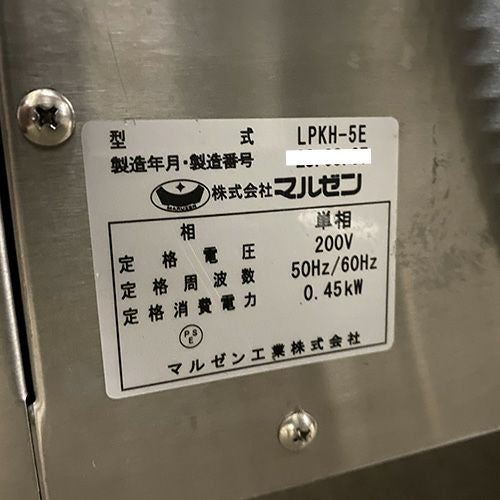 型式 LPKH-5E
製造年月・製造番号
MARUZEN 株式会社マルゼン
相 単相
定格電圧 200V
定格周波数 50Hz/60Hz
定格消費電力 0.45kW
PSE
マルゼン工業株式会社